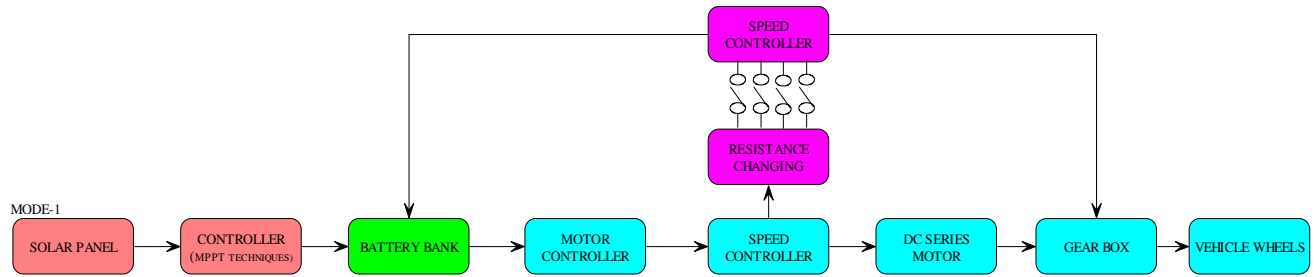 SPEED
CONTROLLER
RESISTANCE
CHANGING
MODE-1
SOLAR PANEL
CONTROLLER
(MPPT TECHNIQUES)
BATTERY BANK
MOTOR
CONTROLLER
SPEED
CONTROLLER
DC SERIES
MOTOR
GEAR BOX
VEHICLE WHEELS